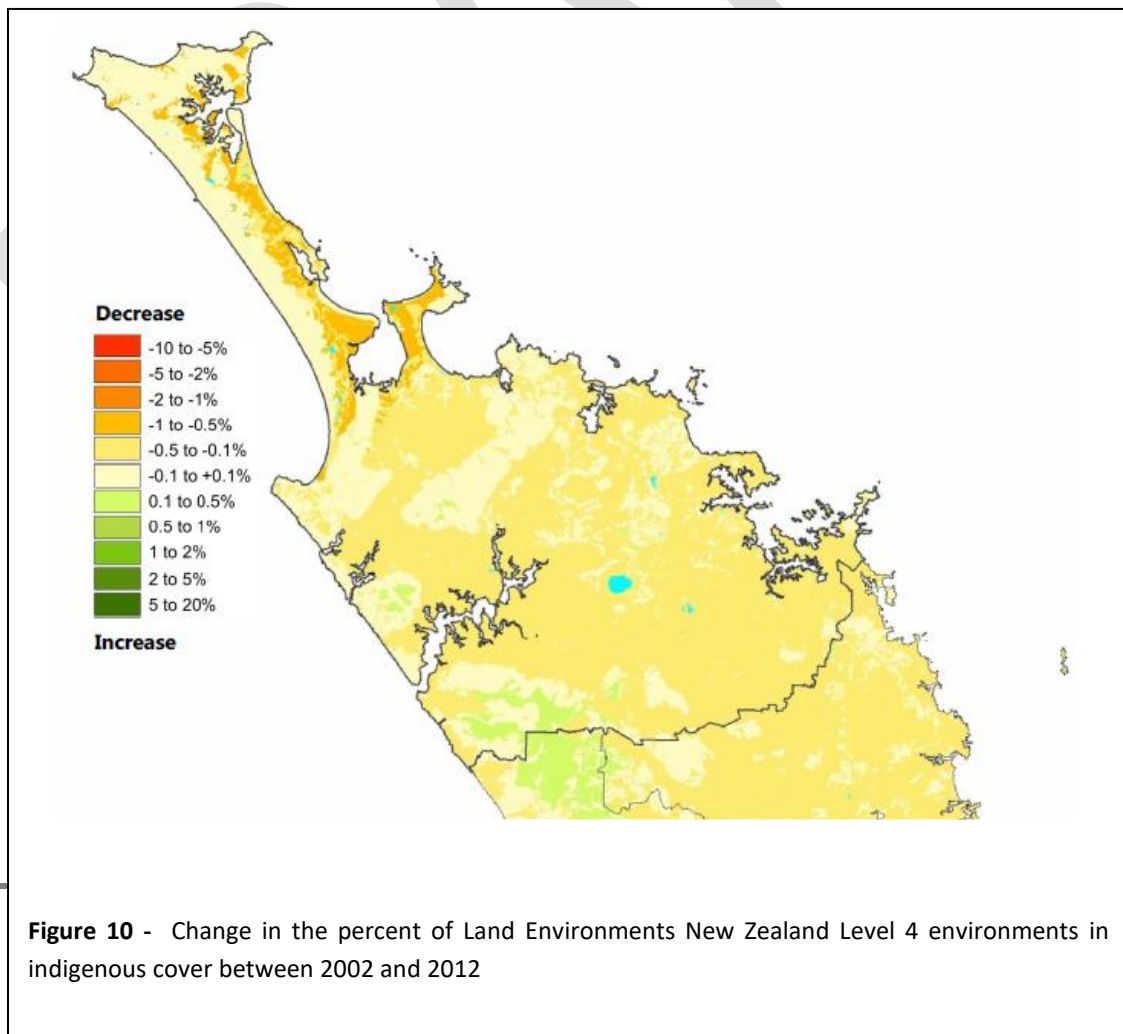 Decrease
-10 to -5%
-5 to -2%
-2 to -1%
-1 to -0.5%
-0.5 to -0.1%
-0.1 to +0.1%
0.1 to 0.5%
0.5 to 1%
1 to 2%
2 to 5%
5 to 20%
Increase
Figure 10 - Change in the percent of Land Environments New Zealand Level 4 environments in
indigenous cover between 2002 and 2012